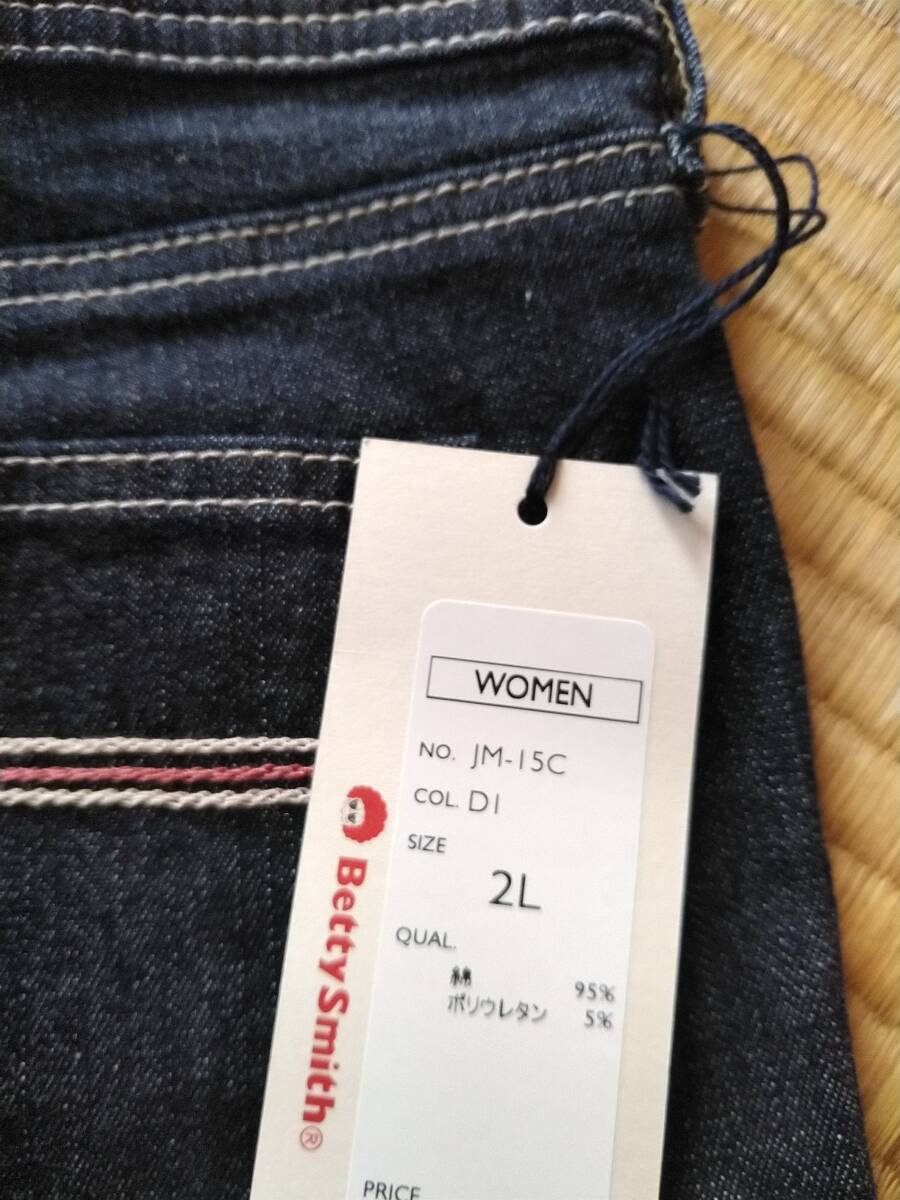 WOMEN
NO. JM-15C
COL. D1
SIZE
2L
QUAL.
綿 95%
ポリウレタン 5%
PRICE
BettySmith®